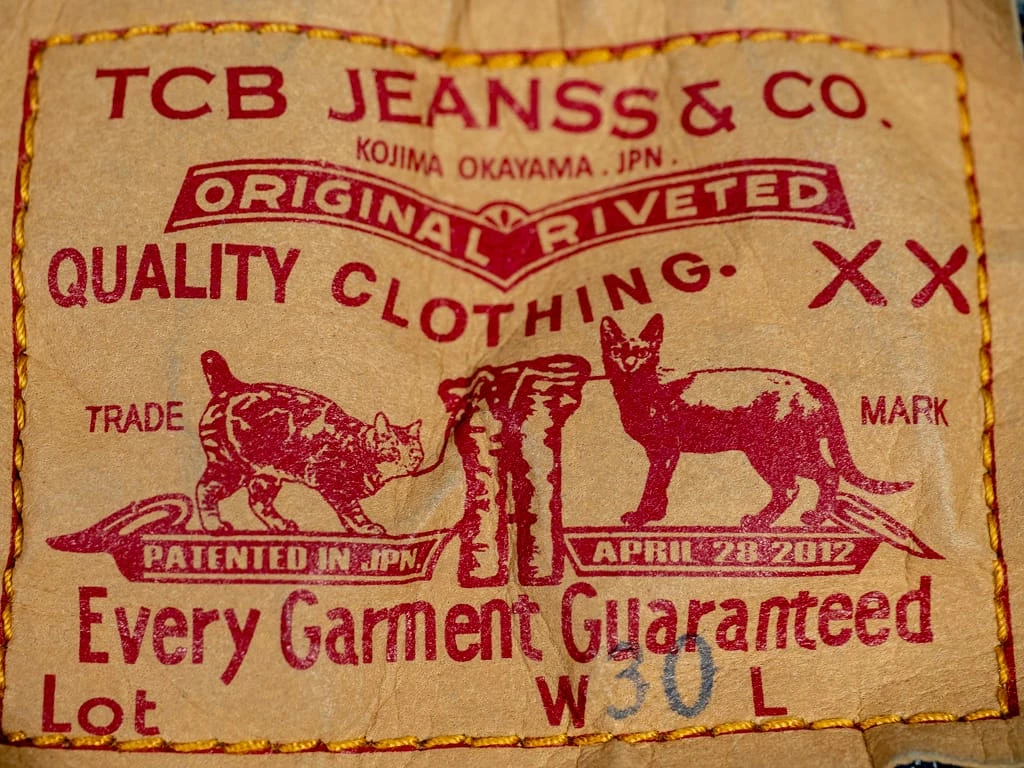 TCB JEANSS & CO.
KOJIMA OKAYAMA . JPN .
ORIGINAL RIVETED
QUALITY CLOTHING. XX
TRADE MARK
PATENTED IN JPN. APRIL 28 2012
Every Garment Guaranteed
Lot W 30 L